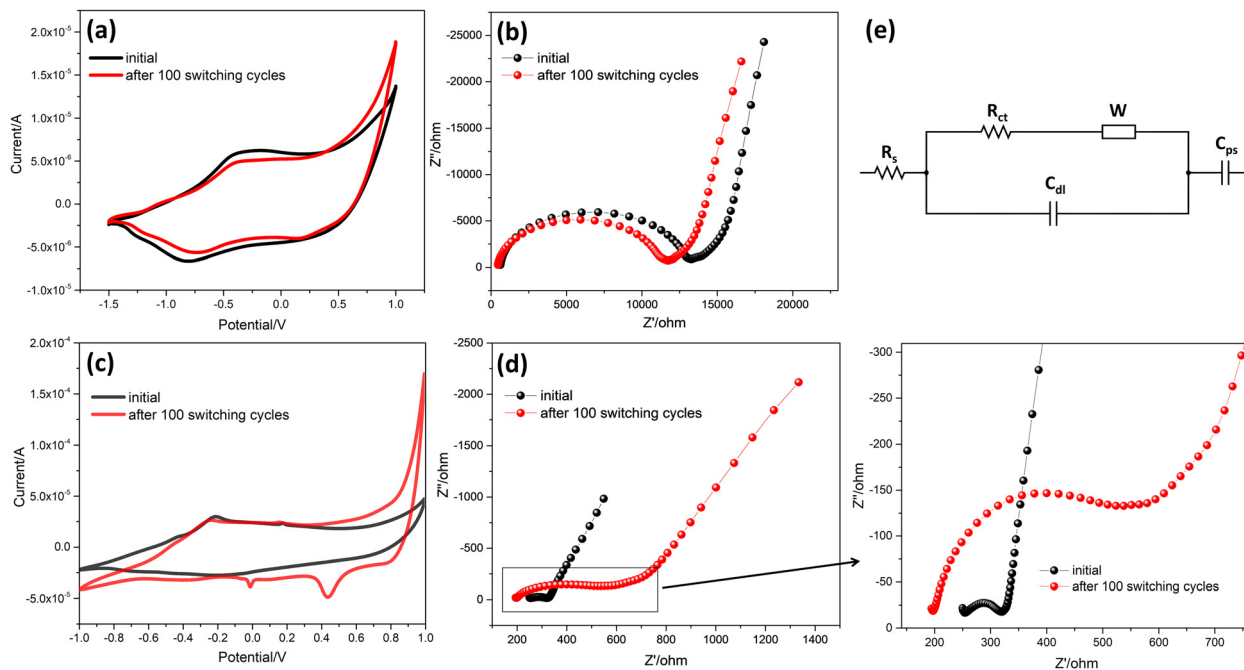 (a)
initial
after 100 switching cycles
2.0x10⁻⁵
1.5x10⁻⁵
1.0x10⁻⁵
5.0x10⁻⁶
0.0
-5.0x10⁻⁶
-1.0x10⁻⁵
Current/A
-1.5 -1.0 -0.5 0.0 0.5 1.0
Potential/V
(b)
initial
after 100 switching cycles
-25000
-20000
-15000
-10000
-5000
0
Z''/ohm
0 5000 10000 15000 20000
Z'/ohm
(e)
Rs
Rct
W
Cdl
Cps
(c)
initial
after 100 switching cycles
2.0x10⁻⁴
1.5x10⁻⁴
1.0x10⁻⁴
5.0x10⁻⁵
0.0
-5.0x10⁻⁵
Current/A
-1.0 -0.8 -0.6 -0.4 -0.2 0.0 0.2 0.4 0.6 0.8 1.0
Potential/V
(d)
initial
after 100 switching cycles
-2500
-2000
-1500
-1000
-500
0
Z''/ohm
200 400 600 800 1000 1200 1400
Z'/ohm
-300
-250
-200
-150
-100
-50
0
Z''/ohm
initial
after 100 switching cycles
200 300 400 500 600 700
Z'/ohm